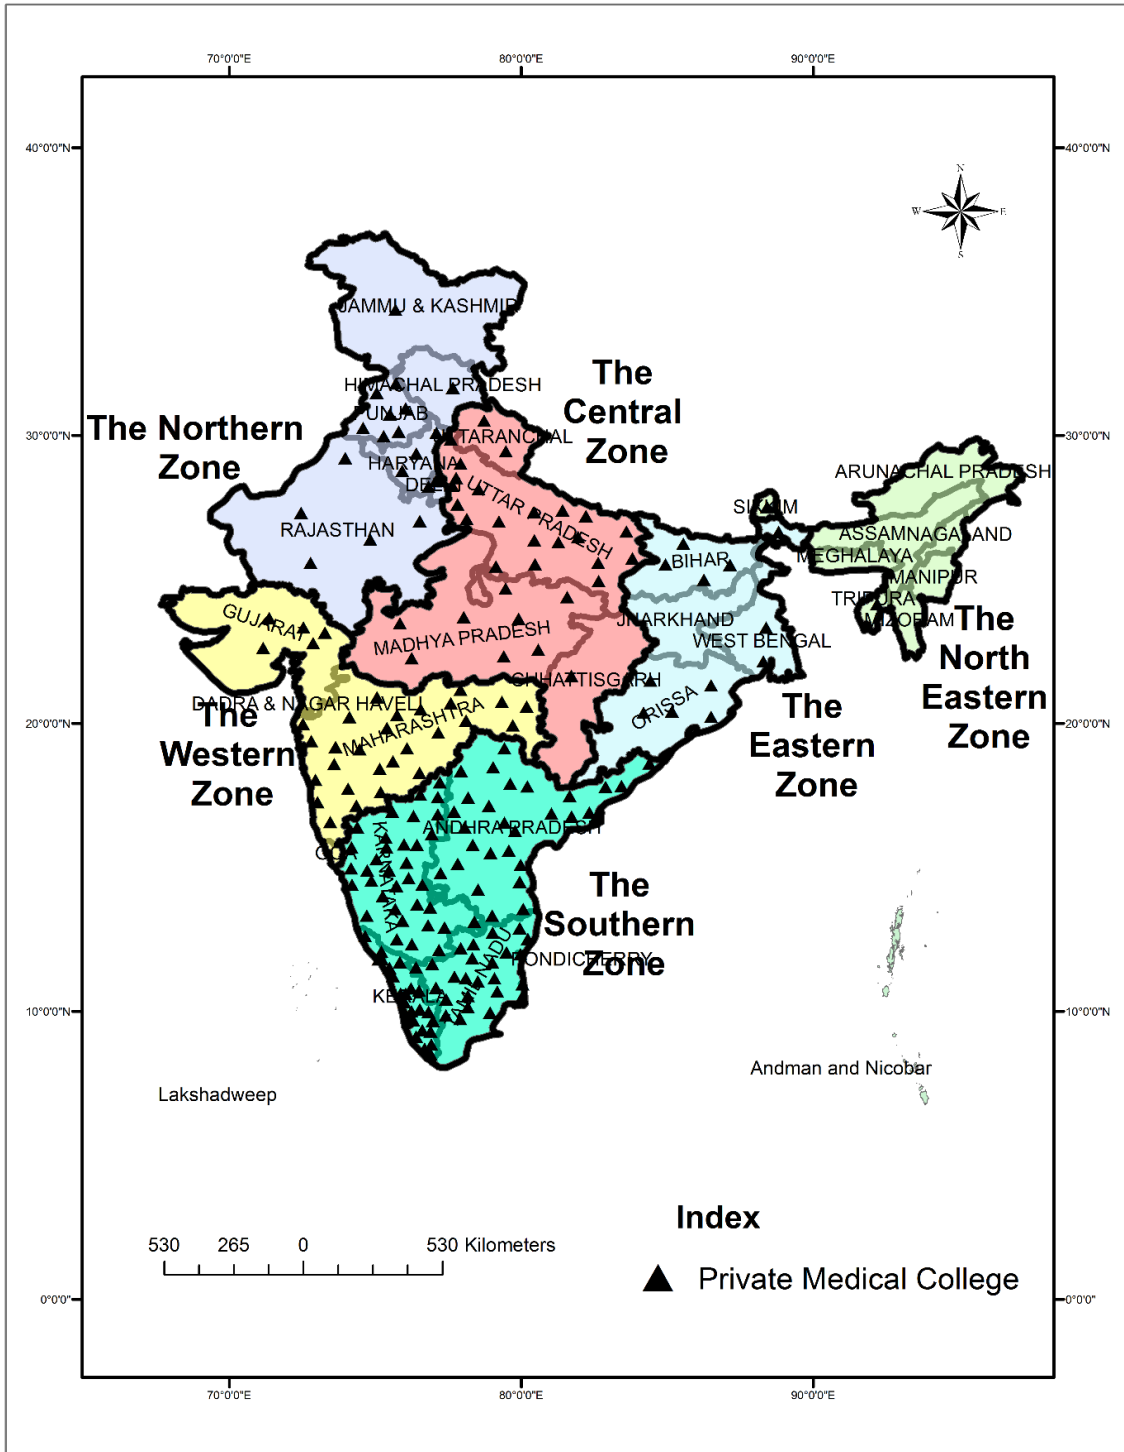 70°0'0"E
80°0'0"E
90°0'0"E
40°0'0"N
40°0'0"N
N
W
E
S
JAMMU & KASHMIR
The
Central
Zone
HIMACHAL PRADESH
PUNJAB
The Northern
Zone
30°0'0"N
30°0'0"N
UTTARANCHAL
HARYANA
DELHI
UTTAR PRADESH
RAJASTHAN
ARUNACHAL PRADESH
SIKKIM
ASSAM
NAGALAND
MEGHALAYA
BIHAR
MANIPUR
TRIPURA
MIZORAM
The
North
Eastern
Zone
GUJARAT
MADHYA PRADESH
JHARKHAND
WEST BENGAL
CHHATTISGARH
ORISSA
DADRA & NAGAR HAVELI
The
Western
Zone
MAHARASHTRA
The
Eastern
Zone
20°0'0"N
20°0'0"N
ANDHRA PRADESH
KARNATAKA
GOA
The
Southern
Zone
PONDICHERRY
TAMIL NADU
KERALA
10°0'0"N
10°0'0"N
Andman and Nicobar
Lakshadweep
Index
530 265 0 530 Kilometers
Private Medical College
0°0'0"
0°0'0"
70°0'0"E
80°0'0"E
90°0'0"E